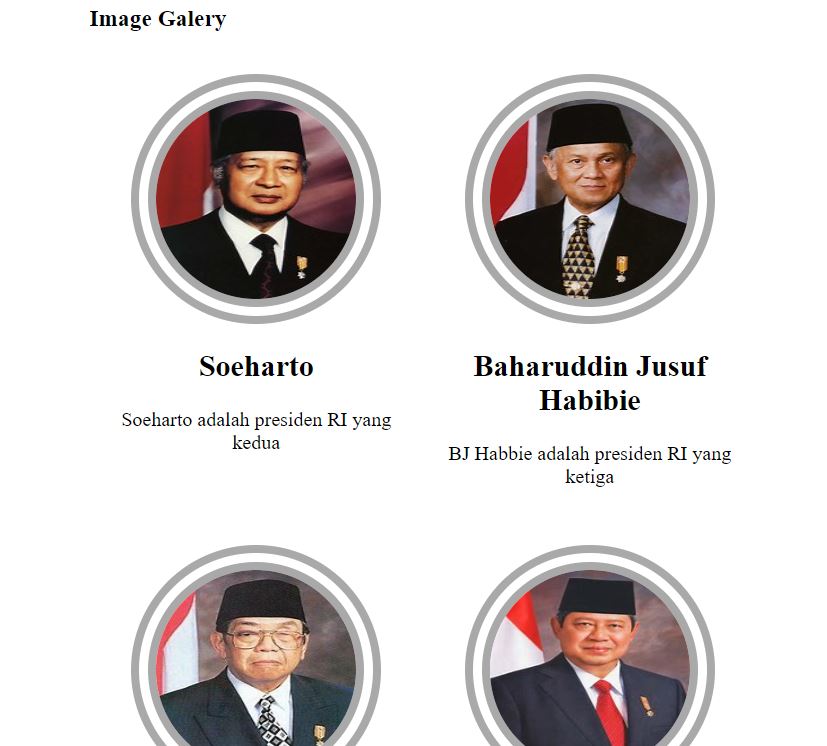 Image Galery
Soeharto
Soeharto adalah presiden RI yang
kedua
Baharuddin Jusuf
Habibie
BJ Habbie adalah presiden RI yang
ketiga